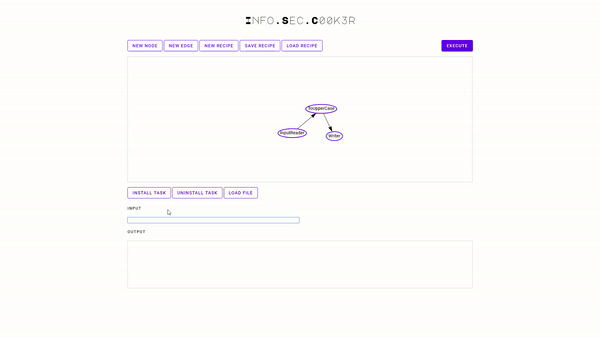 INFO.SEC.C00K3R
NEW NODE NEW EDGE NEW RECIPE SAVE RECIPE LOAD RECIPE EXECUTE
ToUpperCase
InputReader Writer
INSTALL TASK UNINSTALL TASK LOAD FILE
INPUT
OUTPUT